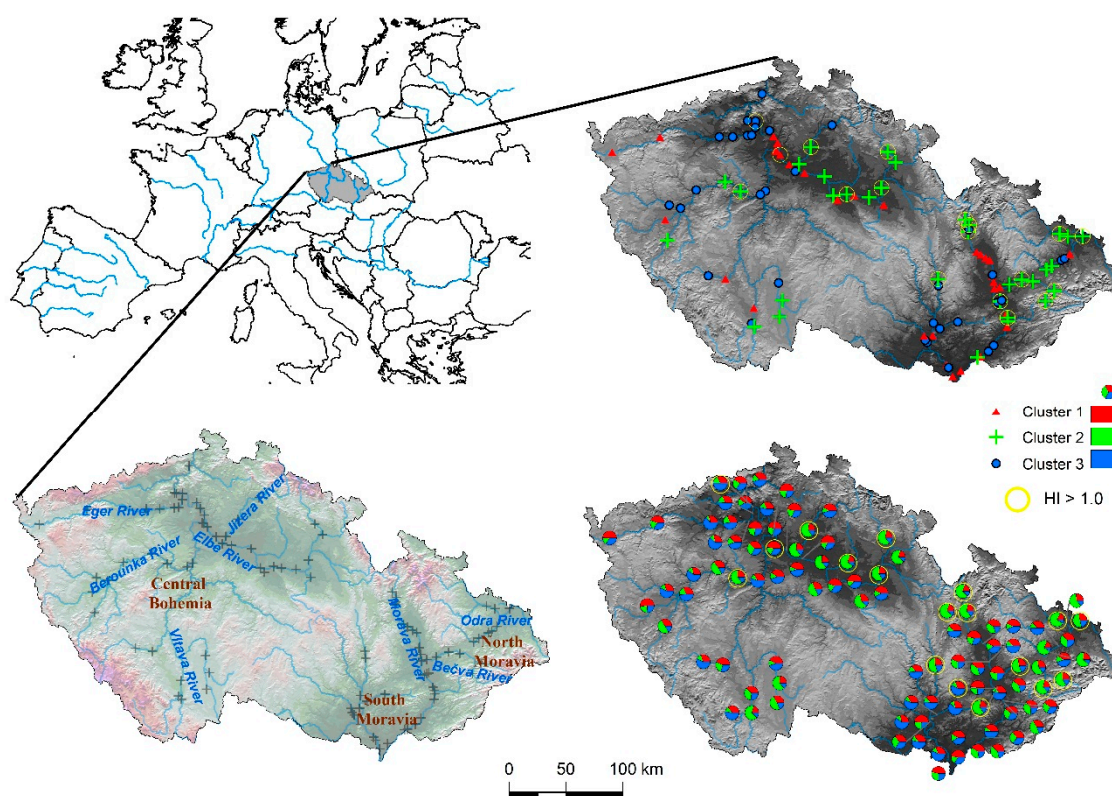 Cluster 1
Cluster 2
Cluster 3
HI > 1.0
Eger River
Jizera River
Elbe River
Berounka River
Central
Bohemia
Vltava River
Morava River
Odra River
North
Moravia
Bečva River
South
Moravia
0 50 100 km